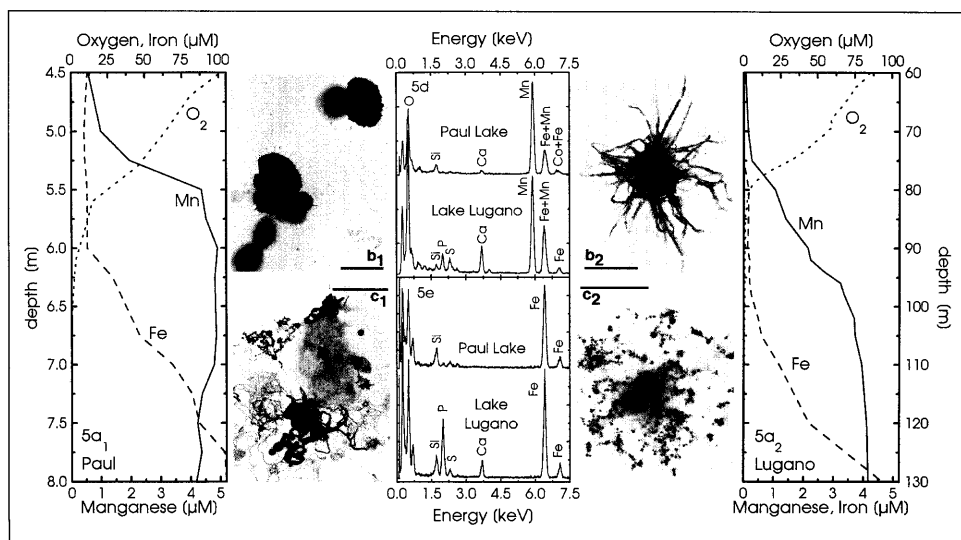 Oxygen, Iron (µM)
0 25 50 75 100
4.5
5.0
5.5
6.0
6.5
7.0
7.5
8.0
depth (m)
O2
Mn
Fe
5a1
Paul
0 1 2 3 4 5
Manganese (µM)
b1
c1
Energy (keV)
0.0 1.5 3.0 4.5 6.0 7.5
5d
O
Paul Lake
Si
Ca
Mn
Fe+Mn
Co+Fe
Lake Lugano
Si
P
S
Ca
Mn
Fe+Mn
Fe
5e
Paul Lake
Si
Fe
Fe
Lake
Lugano
Si
P
S
Ca
Fe
Fe
0.0 1.5 3.0 4.5 6.0 7.5
Energy (keV)
b2
c2
Oxygen (µM)
0 25 50 75 100
60
70
80
90
100
110
120
130
depth
(m)
O2
Mn
Fe
5a2
Lugano
0 1 2 3 4 5
Manganese, Iron (µM)